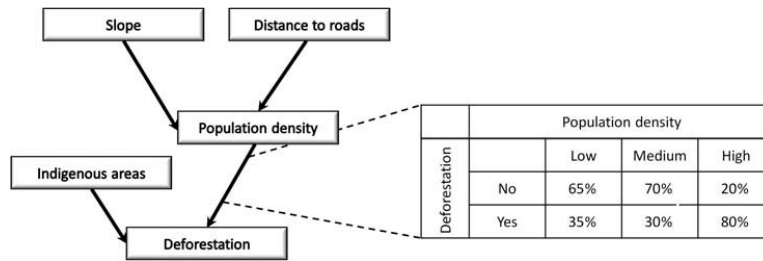 Slope
Distance to roads
Population density
Indigenous areas
Deforestation
Population density
Deforestation
Low Medium High
No 65% 70% 20%
Yes 35% 30% 80%